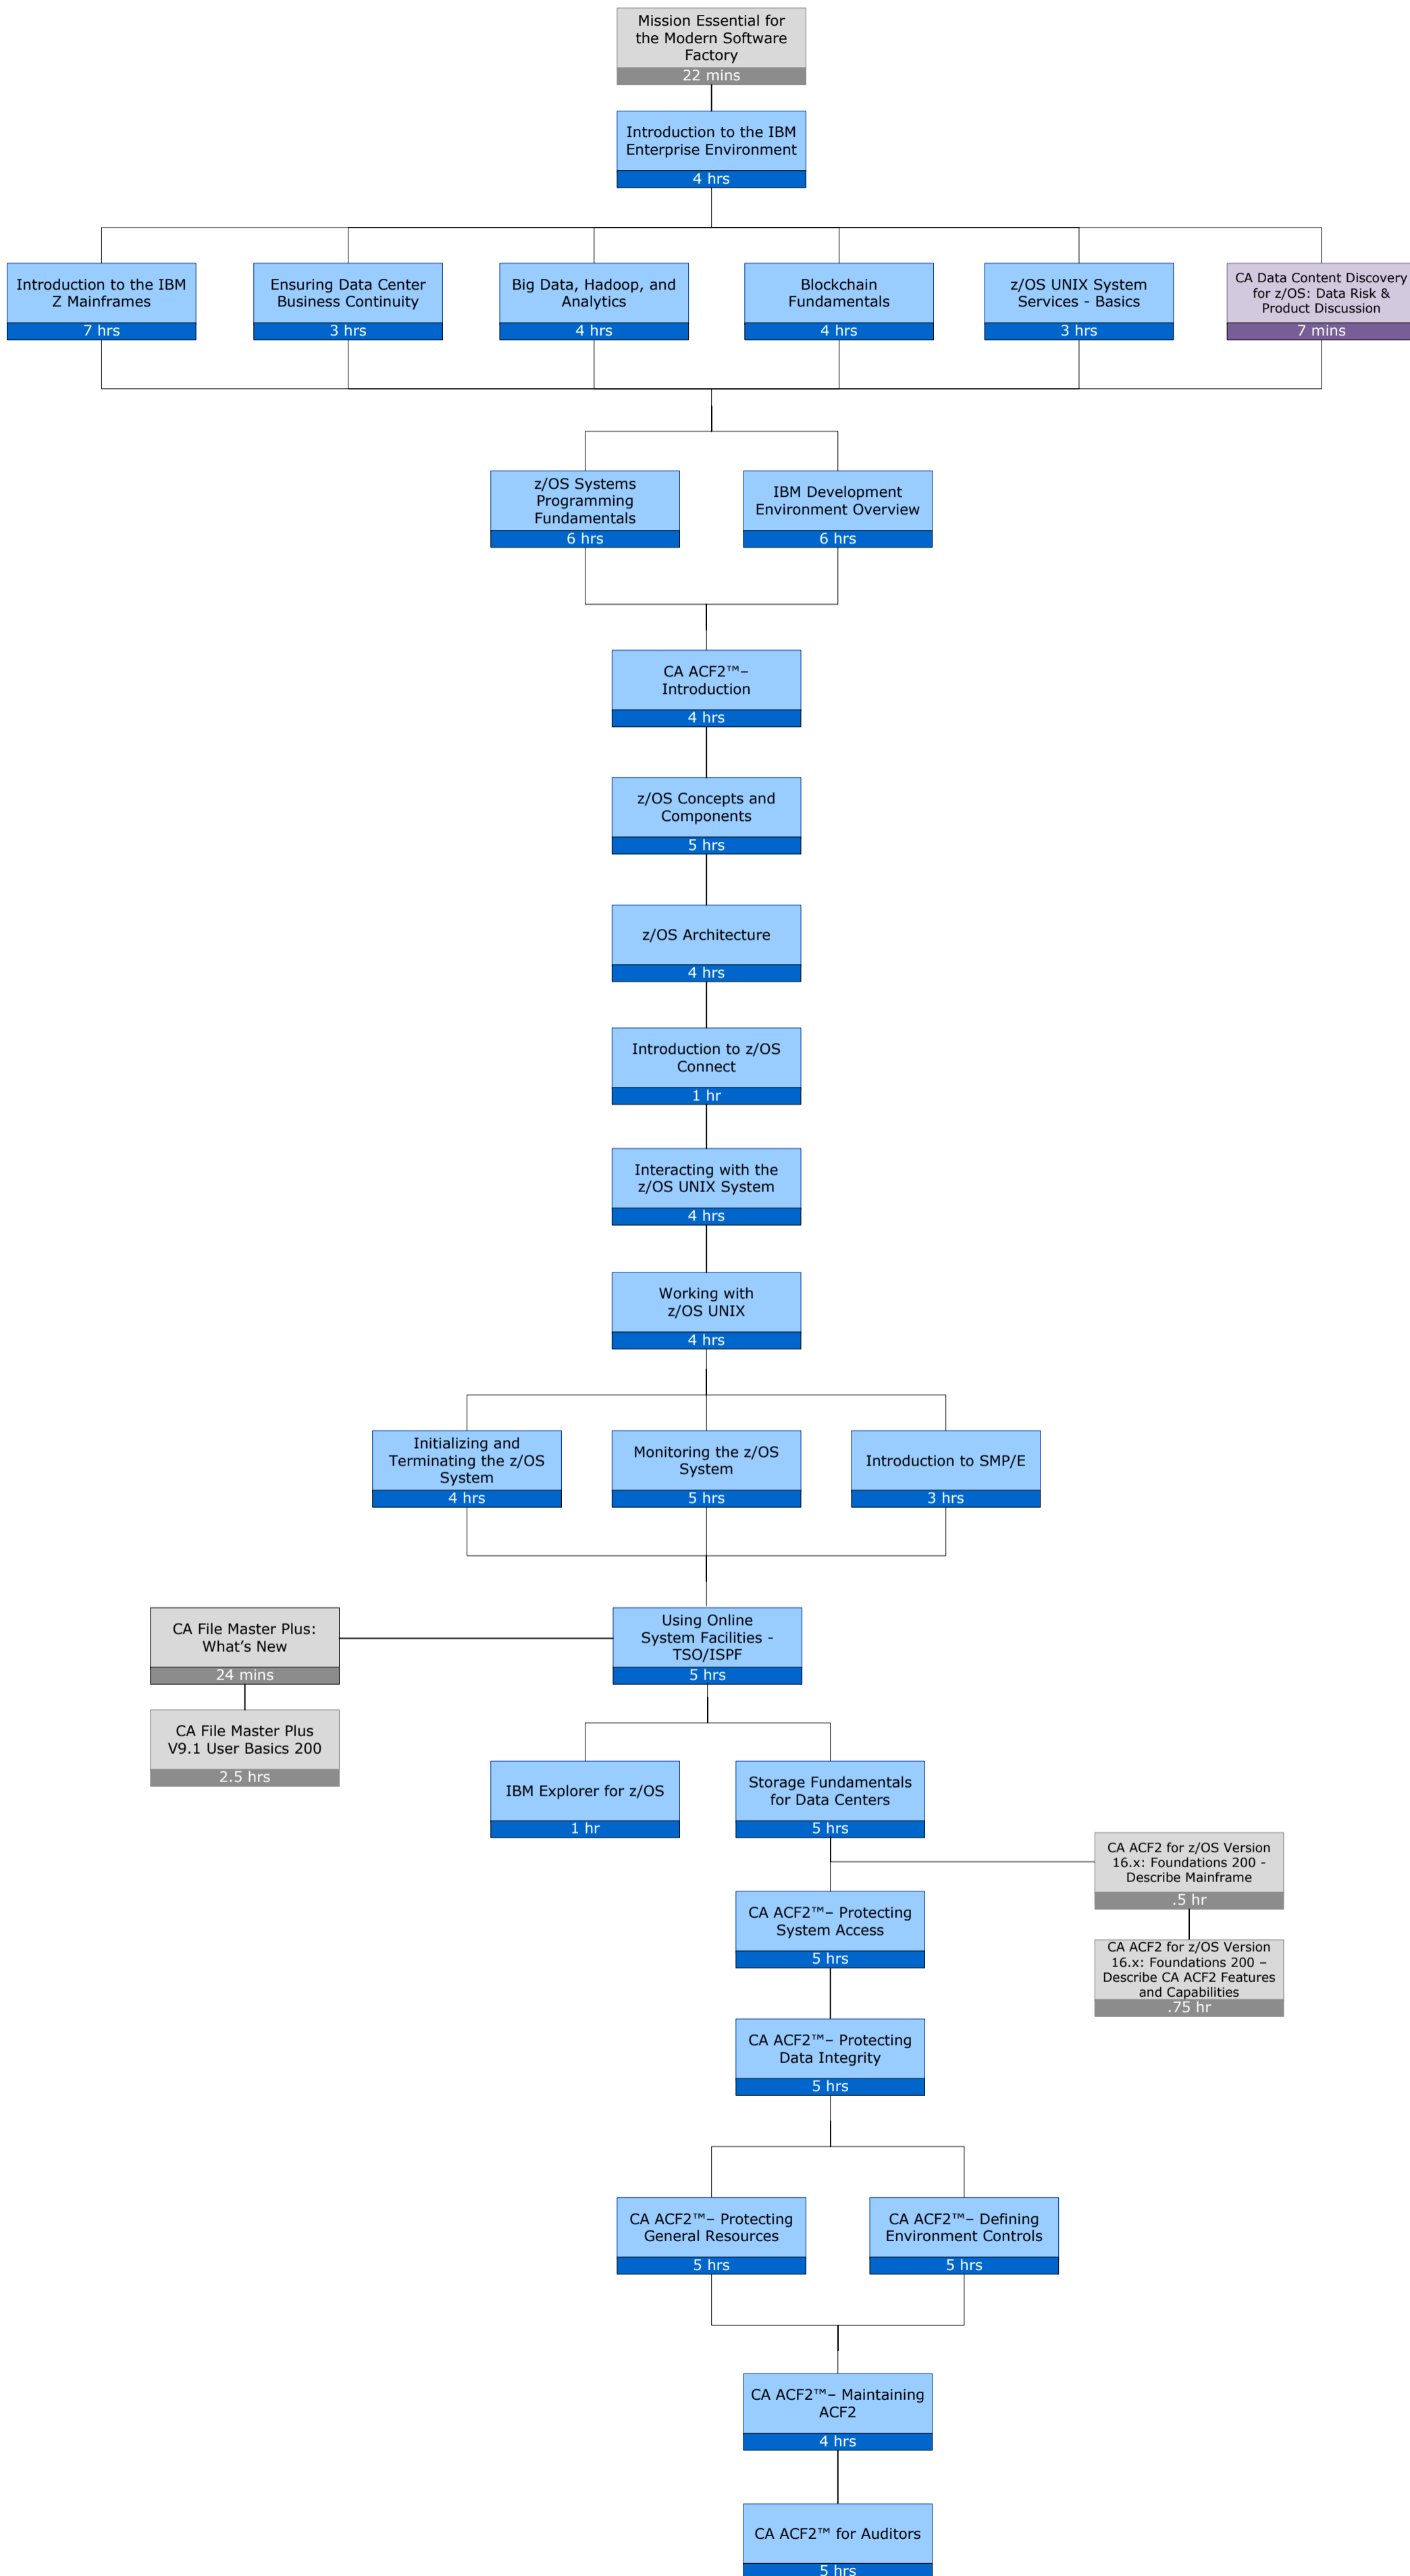 Mission Essential for
the Modern Software
Factory
22 mins
Introduction to the IBM
Enterprise Environment
4 hrs
Introduction to the IBM
Z Mainframes
7 hrs
Ensuring Data Center
Business Continuity
3 hrs
Big Data, Hadoop, and
Analytics
4 hrs
Blockchain
Fundamentals
4 hrs
z/OS UNIX System
Services - Basics
3 hrs
CA Data Content Discovery
for z/OS: Data Risk &
Product Discussion
7 mins
z/OS Systems
Programming
Fundamentals
6 hrs
IBM Development
Environment Overview
6 hrs
CA ACF2™–
Introduction
4 hrs
z/OS Concepts and
Components
5 hrs
z/OS Architecture
4 hrs
Introduction to z/OS
Connect
1 hr
Interacting with the
z/OS UNIX System
4 hrs
Working with
z/OS UNIX
4 hrs
Initializing and
Terminating the z/OS
System
4 hrs
Monitoring the z/OS
System
5 hrs
Introduction to SMP/E
3 hrs
CA File Master Plus:
What’s New
24 mins
Using Online
System Facilities -
TSO/ISPF
5 hrs
CA File Master Plus
V9.1 User Basics 200
2.5 hrs
IBM Explorer for z/OS
1 hr
Storage Fundamentals
for Data Centers
5 hrs
CA ACF2 for z/OS Version
16.x: Foundations 200 -
Describe Mainframe
.5 hr
CA ACF2™– Protecting
System Access
5 hrs
CA ACF2 for z/OS Version
16.x: Foundations 200 –
Describe CA ACF2 Features
and Capabilities
.75 hr
CA ACF2™– Protecting
Data Integrity
5 hrs
CA ACF2™– Protecting
General Resources
5 hrs
CA ACF2™– Defining
Environment Controls
5 hrs
CA ACF2™– Maintaining
ACF2
4 hrs
CA ACF2™ for Auditors
5 hrs